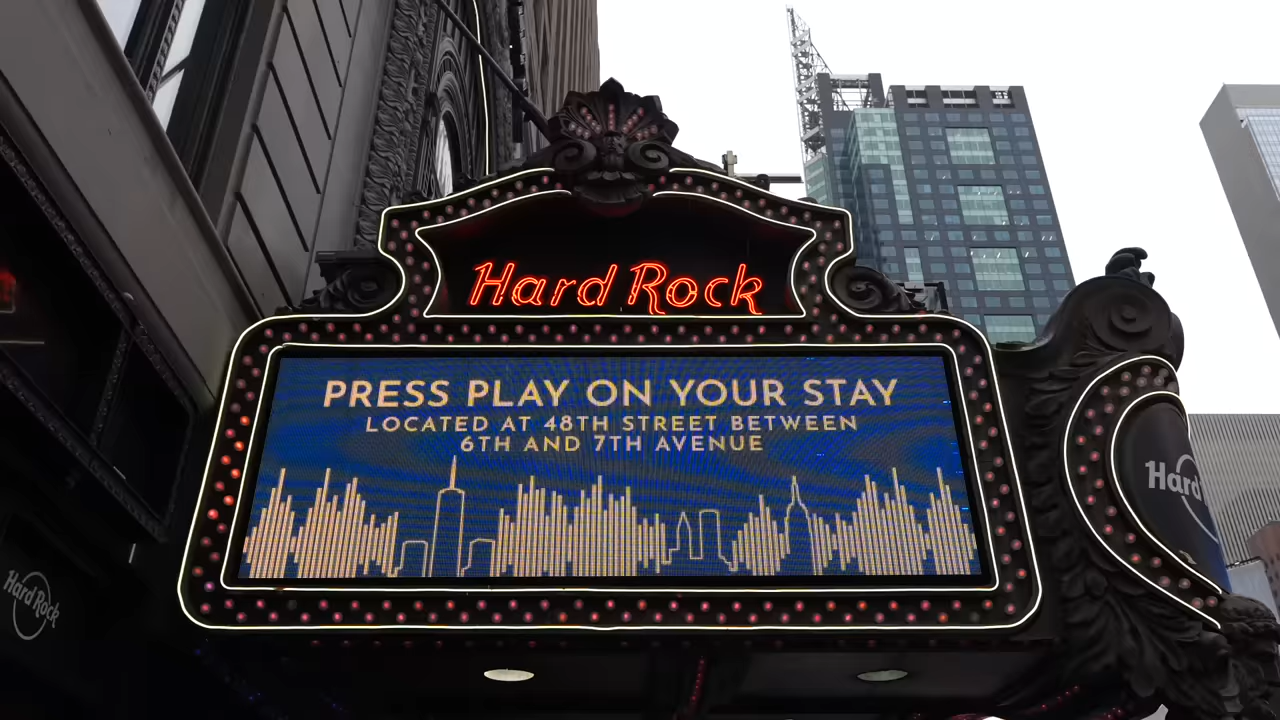 Hard Rock
PRESS PLAY ON YOUR STAY
LOCATED AT 48TH STREET BETWEEN
6TH AND 7TH AVENUE
Hard
Hard Rock